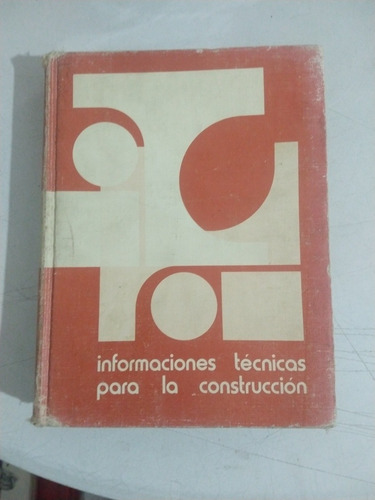 informaciones técnicas
para la construcción